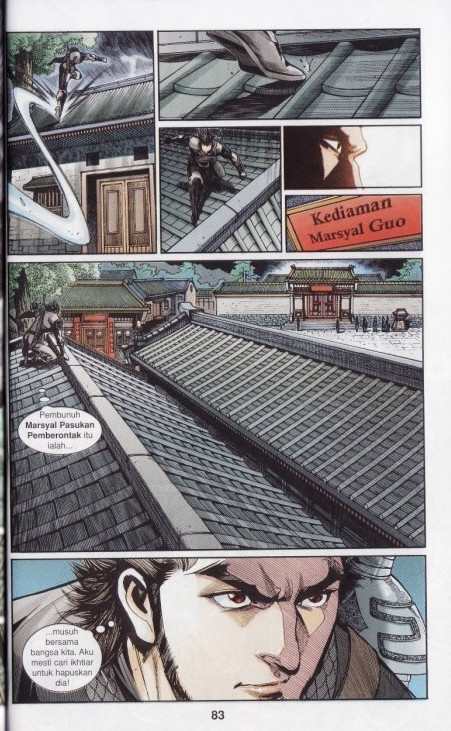 Kediaman
Marsyal Guo
Pembunuh
Marsyal Pasukan
Pemberontak itu
ialah...
...musuh
bersama
bangsa kita. Aku
mesti cari ikhtiar
untuk hapuskan
dia!
83